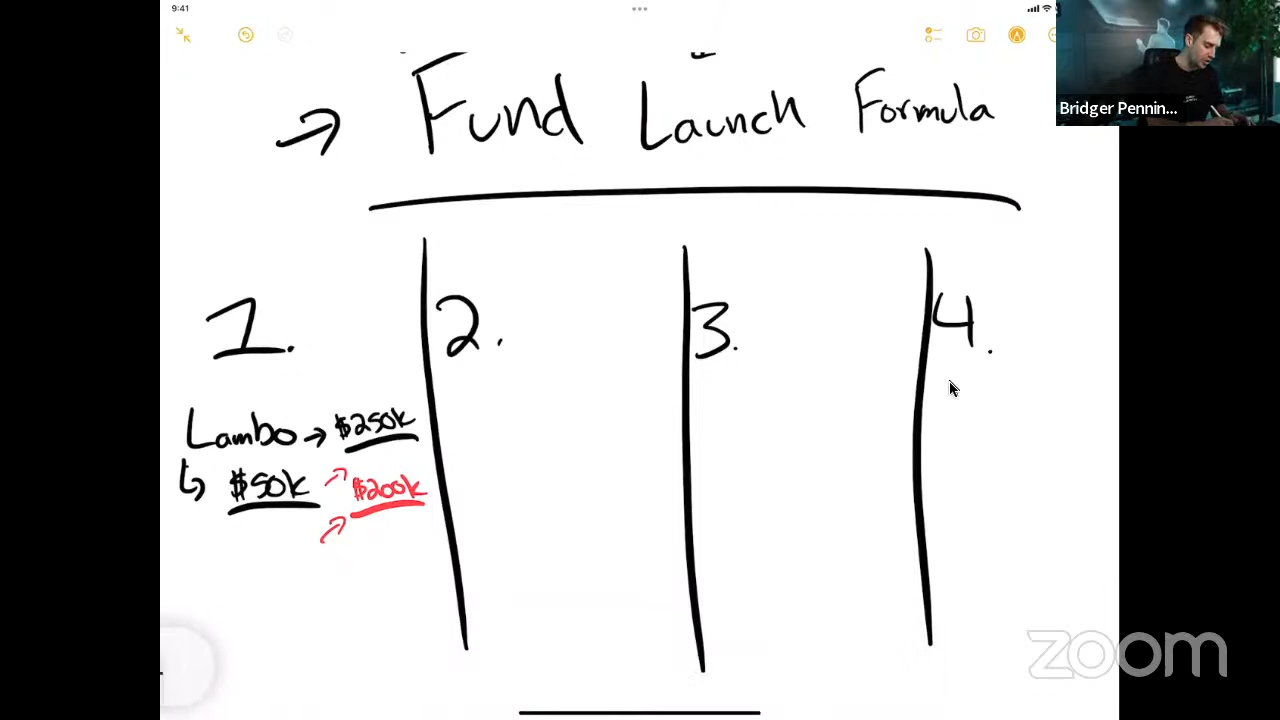 9:41
→ Fund Launch Formula
Bridger Pennin...
1. 2. 3. 4.
Lambo → $250k
↳ $50k → $200k
zoom